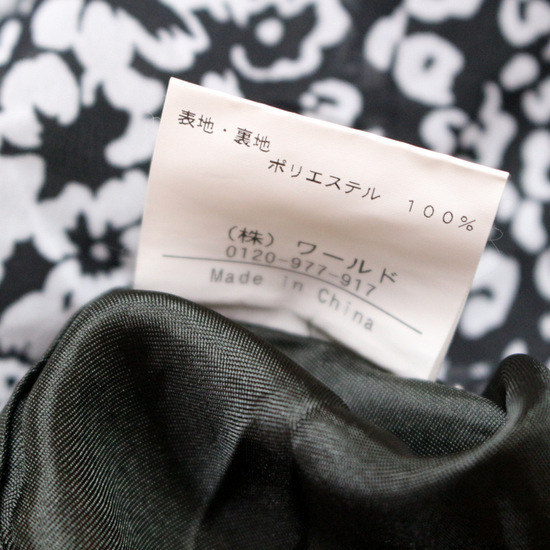 表地・裏地
ポリエステル 100%
(株) ワールド
0120-977-917
Made in China